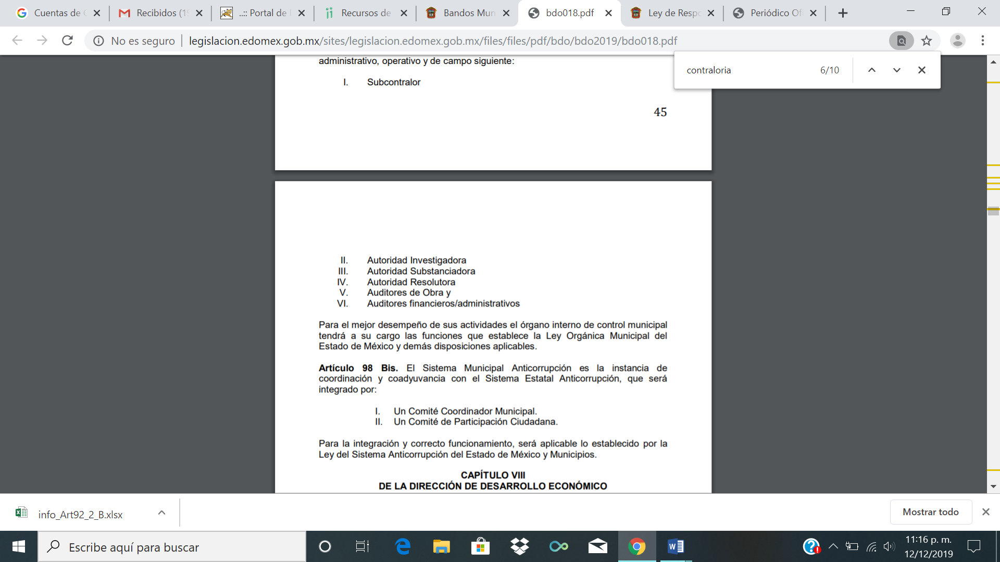 Cuentas de
Recibidos (19
..:: Portal de
Recursos de
Bandos Mun
bdo018.pdf
Ley de Respo
Periódico Ofi
No es seguro
legislacion.edomex.gob.mx/sites/legislacion.edomex.gob.mx/files/files/pdf/bdo/bdo2019/bdo018.pdf
contraloria 6/10
administrativo, operativo y de campo siguiente:
I. Subcontralor
45
II. Autoridad Investigadora
III. Autoridad Substanciadora
IV. Autoridad Resolutora
V. Auditores de Obra y
VI. Auditores financieros/administrativos
Para el mejor desempeño de sus actividades el órgano interno de control municipal
tendrá a su cargo las funciones que establece la Ley Orgánica Municipal del
Estado de México y demás disposiciones aplicables.
Artículo 98 Bis. El Sistema Municipal Anticorrupción es la instancia de
coordinación y coadyuvancia con el Sistema Estatal Anticorrupción, que será
integrado por:
I. Un Comité Coordinador Municipal.
II. Un Comité de Participación Ciudadana.
Para la integración y correcto funcionamiento, será aplicable lo establecido por la
Ley del Sistema Anticorrupción del Estado de México y Municipios.
CAPÍTULO VIII
DE LA DIRECCIÓN DE DESARROLLO ECONÓMICO
info_Art92_2_B.xlsx
Mostrar todo
Escribe aquí para buscar
11:16 p. m.
12/12/2019